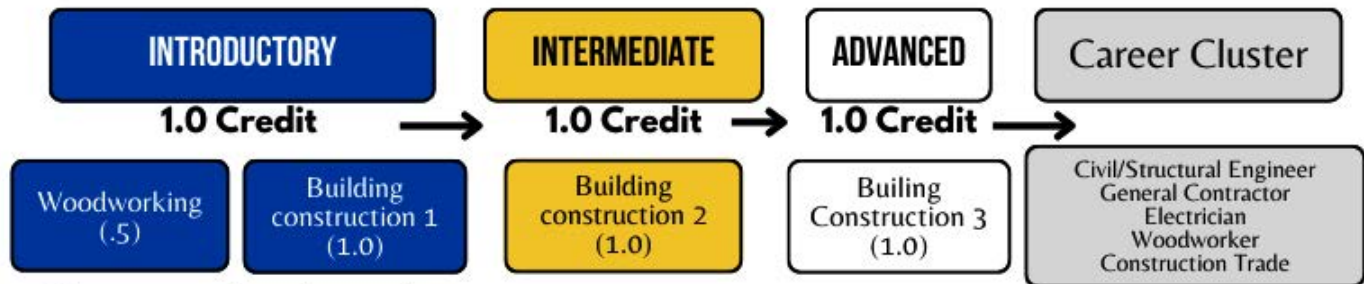 INTRODUCTORY
INTERMEDIATE
ADVANCED
Career Cluster
1.0 Credit
1.0 Credit
1.0 Credit
Woodworking
(.5)
Building
construction 1
(1.0)
Building
construction 2
(1.0)
Builing
Construction 3
(1.0)
Civil/Structural Engineer
General Contractor
Electrician
Woodworker
Construction Trade